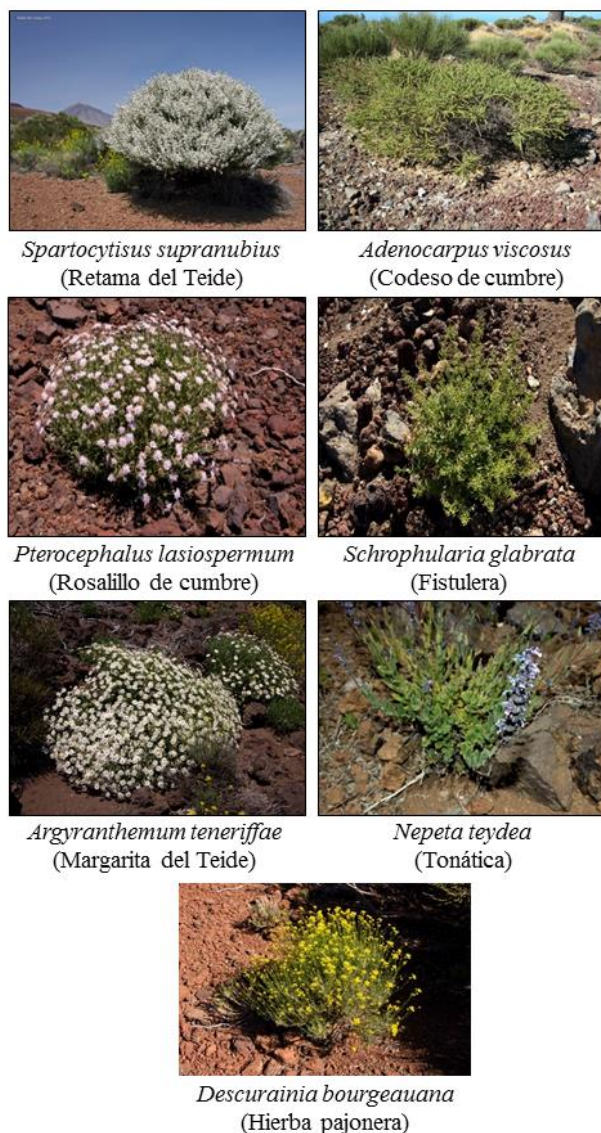 Spartocytisus supranubius
(Retama del Teide)
Adenocarpus viscosus
(Codeso de cumbre)
Pterocephalus lasiospermum
(Rosalillo de cumbre)
Schrophularia glabrata
(Fistulera)
Argyranthemum teneriffae
(Margarita del Teide)
Nepeta teydea
(Tonática)
Descurainia bourgeauana
(Hierba pajonera)